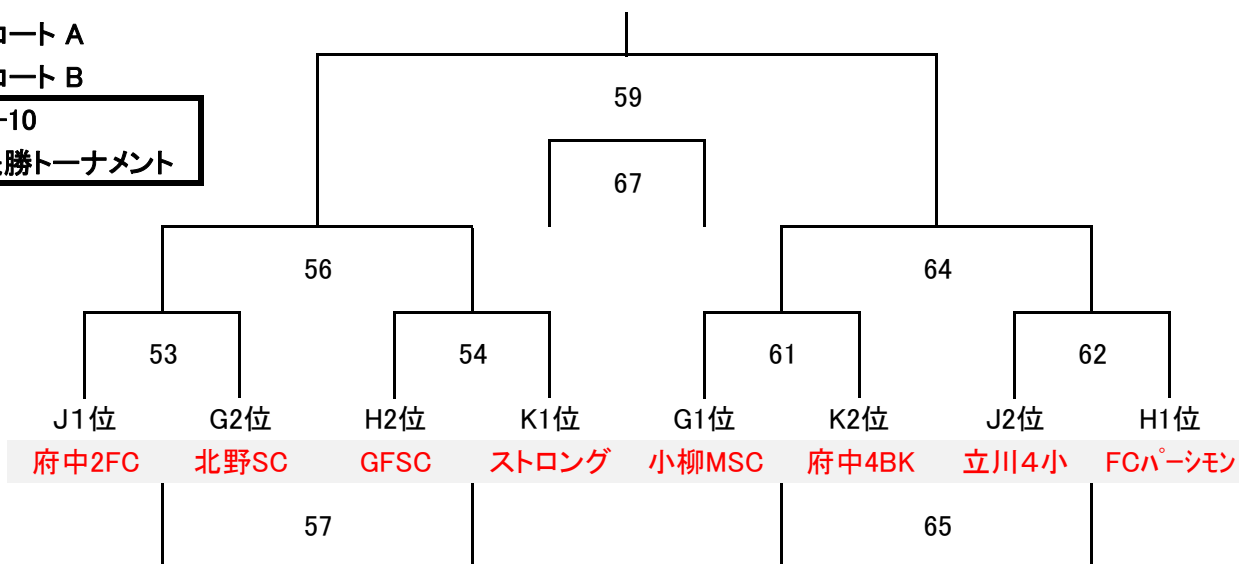 コート A
コート B
-10
勝トーナメント
59
67
56
64
53
54
61
62
J1位
G2位
H2位
K1位
G1位
K2位
J2位
H1位
府中2FC
北野SC
GFSC
ストロング
小柳MSC
府中4BK
立川４小
FCパーシモン
57
65